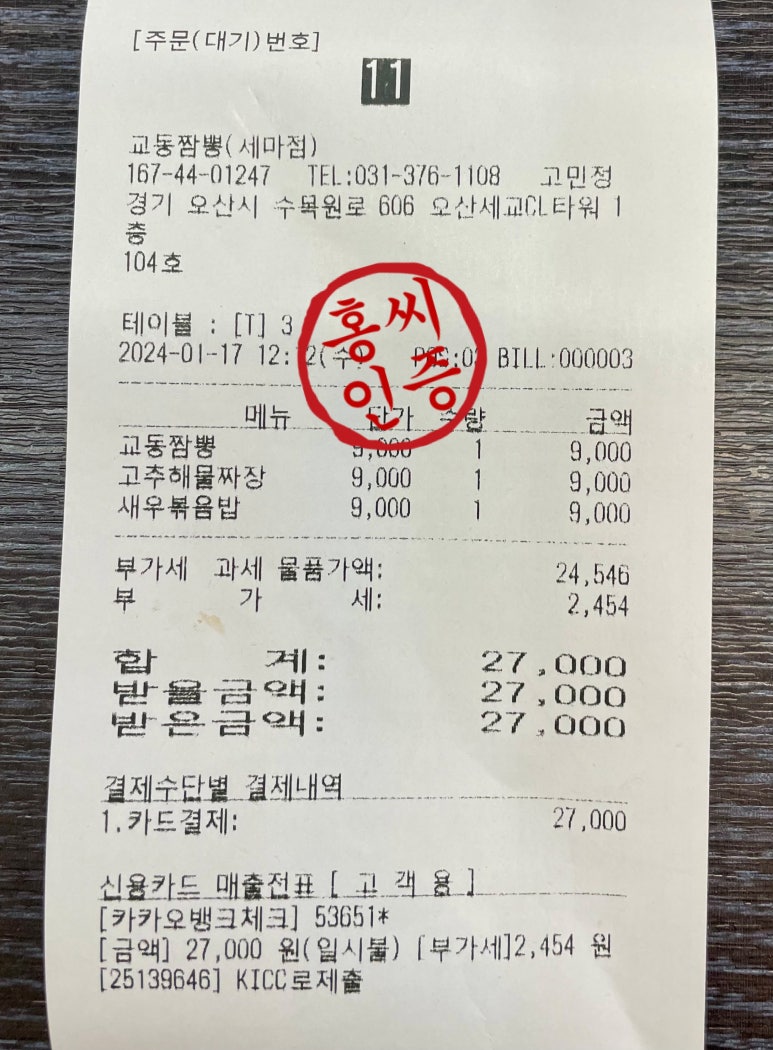 [주문(대기)번호]
11
교동짬뽕(세마점)
167-44-01247 TEL:031-376-1108 고민정
경기 오산시 수목원로 606 오산세교CL타워 1
층
104호
홍씨
인증
테이블 : [T] 3
2024-01-17 BILL:000003
메뉴 단가 수량 금액
교동짬뽕 9,000 1 9,000
고추해물짜장 9,000 1 9,000
새우볶음밥 9,000 1 9,000
부가세 과세 물품가액: 24,546
부 가 세: 2,454
합 계: 27,000
받을금액: 27,000
받은금액: 27,000
결제수단별 결제내역
1.카드결제: 27,000
신용카드 매출전표 [ 고 객 용 ]
[카카오뱅크체크] 53651*
[금액] 27,000 원(일시불) [부가세]2,454 원
[25139646] KICC로제출